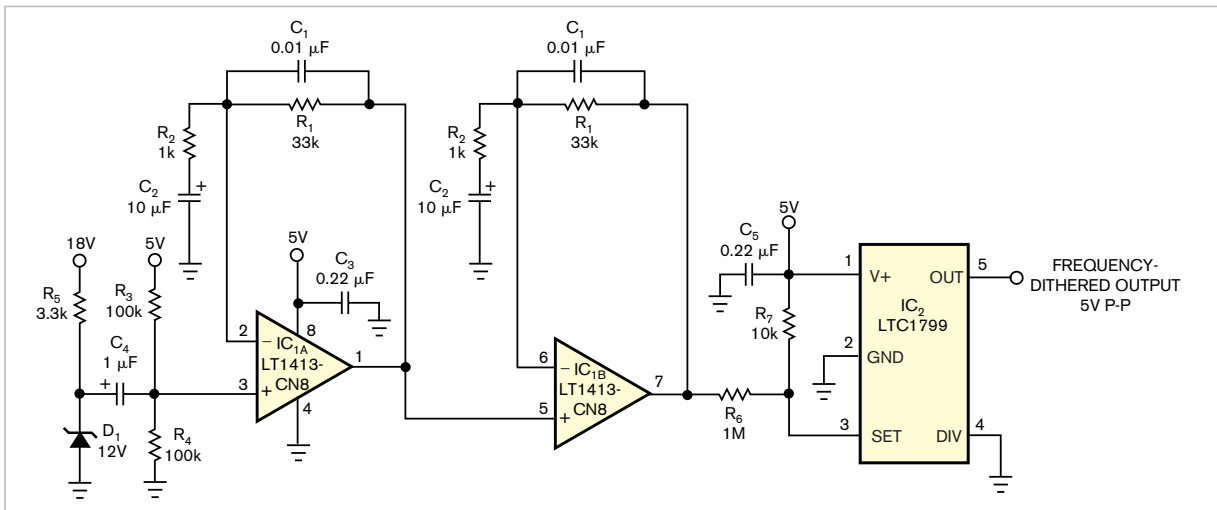 C1
0.01 µF
R1
33k
R2
1k
C2
+
10 µF
18V
5V
R5
3.3k
R3
100k
C4
1 µF
+
D1
12V
R4
100k
5V
C3
0.22 µF
2
3
8
4
1
–
+
IC1A
LT1413-
CN8
C1
0.01 µF
R1
33k
R2
1k
C2
+
10 µF
6
5
7
–
+
IC1B
LT1413-
CN8
R6
1M
5V
C5
0.22 µF
R7
10k
1
2
3
V+
GND
SET
OUT
DIV
5
4
IC2
LTC1799
FREQUENCY-
DITHERED OUTPUT
5V P-P